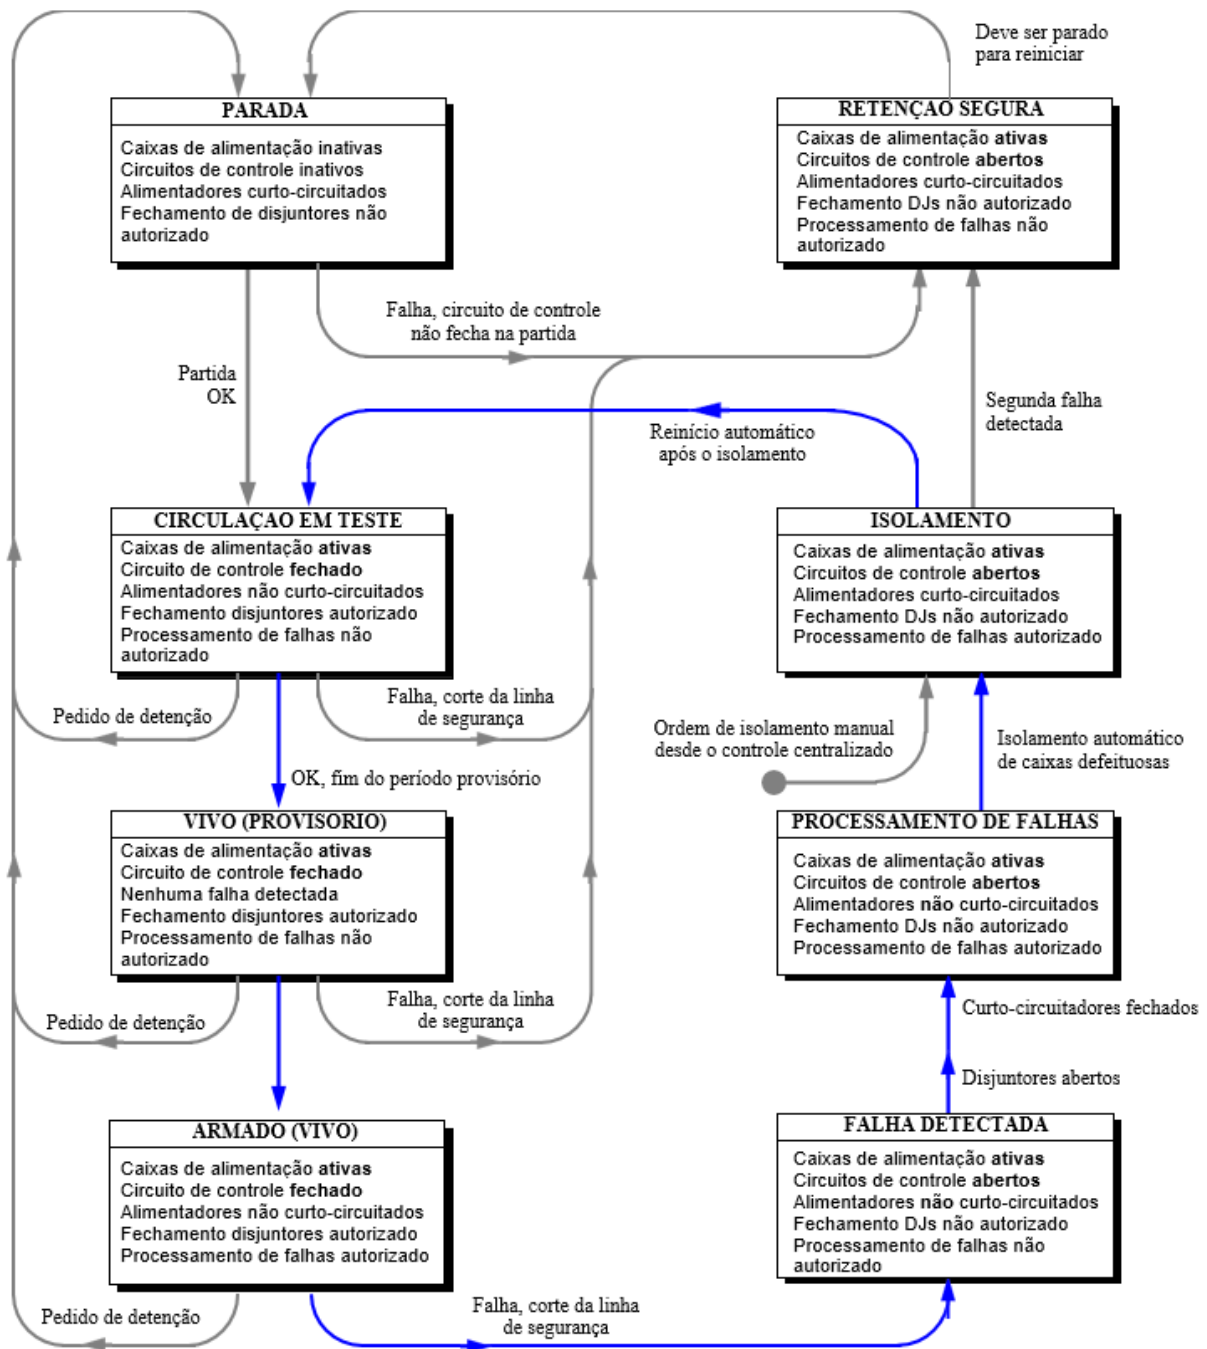 Deve ser parado
para reiniciar
PARADA
Caixas de alimentação inativas
Circuitos de controle inativos
Alimentadores curto-circuitados
Fechamento de disjuntores não
autorizado
RETENÇAO SEGURA
Caixas de alimentação ativas
Circuitos de controle abertos
Alimentadores curto-circuitados
Fechamento DJs não autorizado
Processamento de falhas não
autorizado
Falha, circuito de controle
não fecha na partida
Partida
OK
Segunda falha
detectada
Reinício automático
após o isolamento
CIRCULAÇAO EM TESTE
Caixas de alimentação ativas
Circuito de controle fechado
Alimentadores não curto-circuitados
Fechamento disjuntores autorizado
Processamento de falhas não
autorizado
ISOLAMENTO
Caixas de alimentação ativas
Circuitos de controle abertos
Alimentadores curto-circuitados
Fechamento DJs não autorizado
Processamento de falhas autorizado
Pedido de detenção
Falha, corte da linha
de segurança
Ordem de isolamento manual
desde o controle centralizado
Isolamento automático
de caixas defeituosas
OK, fim do período provisório
VIVO (PROVISORIO)
Caixas de alimentação ativas
Circuito de controle fechado
Nenhuma falha detectada
Fechamento disjuntores autorizado
Processamento de falhas não
autorizado
PROCESSAMENTO DE FALHAS
Caixas de alimentação ativas
Circuitos de controle abertos
Alimentadores não curto-circuitados
Fechamento DJs não autorizado
Processamento de falhas autorizado
Pedido de detenção
Falha, corte da linha
de segurança
Curto-circuitadores fechados
Disjuntores abertos
ARMADO (VIVO)
Caixas de alimentação ativas
Circuito de controle fechado
Alimentadores não curto-circuitados
Fechamento disjuntores autorizado
Processamento de falhas autorizado
FALHA DETECTADA
Caixas de alimentação ativas
Circuitos de controle abertos
Alimentadores não curto-circuitados
Fechamento DJs não autorizado
Processamento de falhas não
autorizado
Pedido de detenção
Falha, corte da linha
de segurança